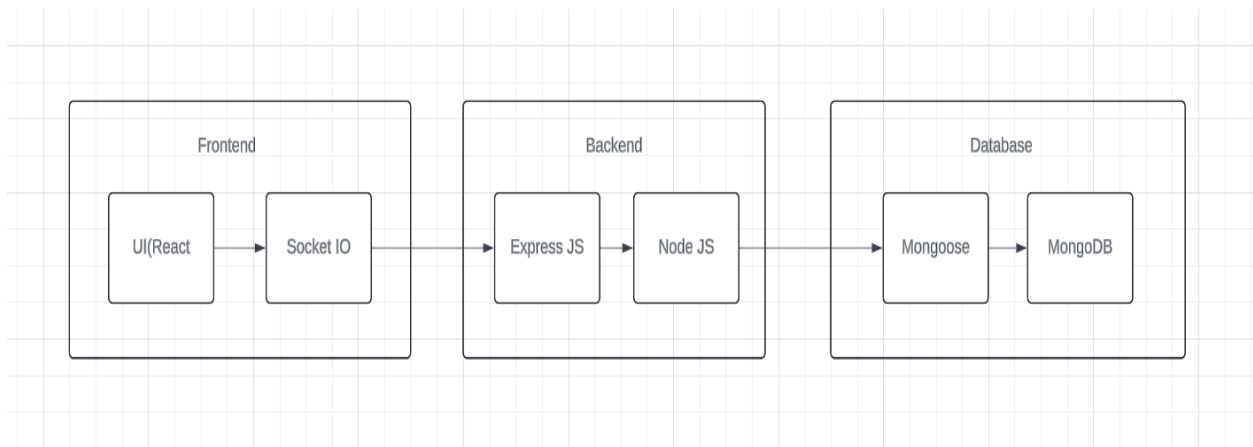 Frontend
Backend
Database
UI(React
Socket IO
Express JS
Node JS
Mongoose
MongoDB